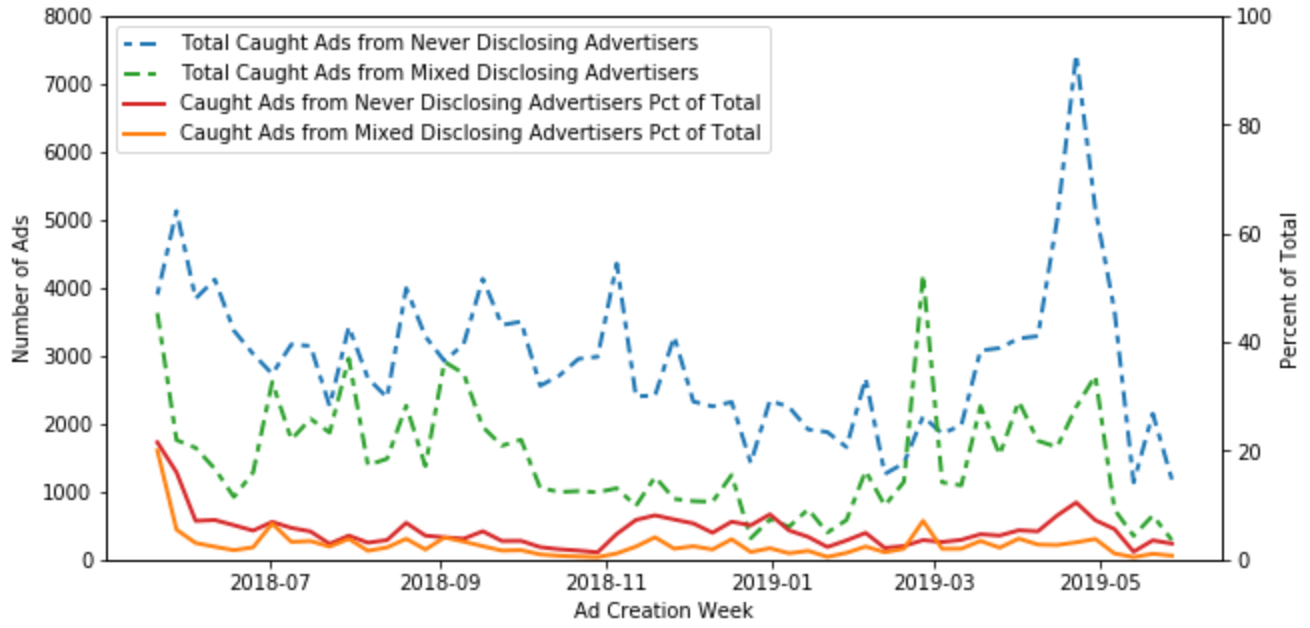 8000
7000
6000
5000
4000
3000
2000
1000
0
Number of Ads
Total Caught Ads from Never Disclosing Advertisers
Total Caught Ads from Mixed Disclosing Advertisers
Caught Ads from Never Disclosing Advertisers Pct of Total
Caught Ads from Mixed Disclosing Advertisers Pct of Total
100
80
60
40
20
0
Percent of Total
2018-07 2018-09 2018-11 2019-01 2019-03 2019-05
Ad Creation Week